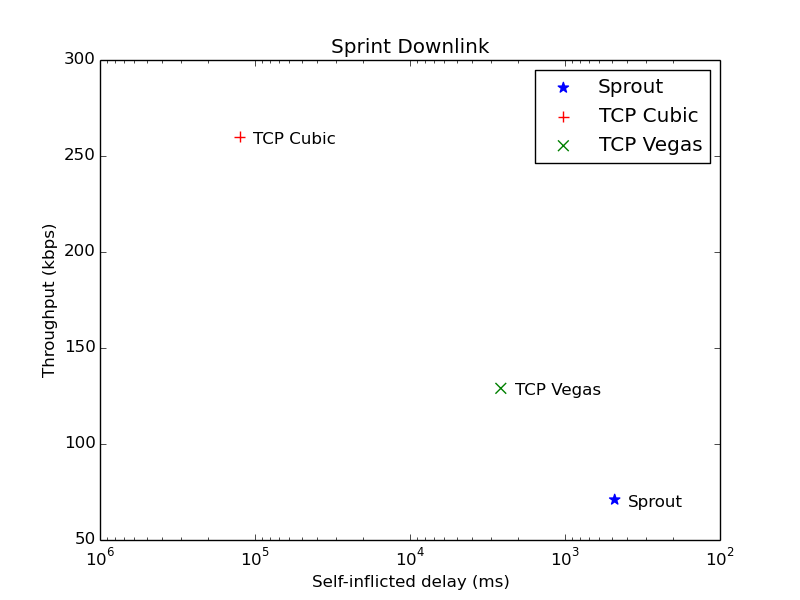 Sprint Downlink
300
250
200
150
100
50
Throughput (kbps)
Sprout
TCP Cubic
TCP Vegas
TCP Cubic
TCP Vegas
Sprout
10^6
10^5
10^4
10^3
10^2
Self-inflicted delay (ms)